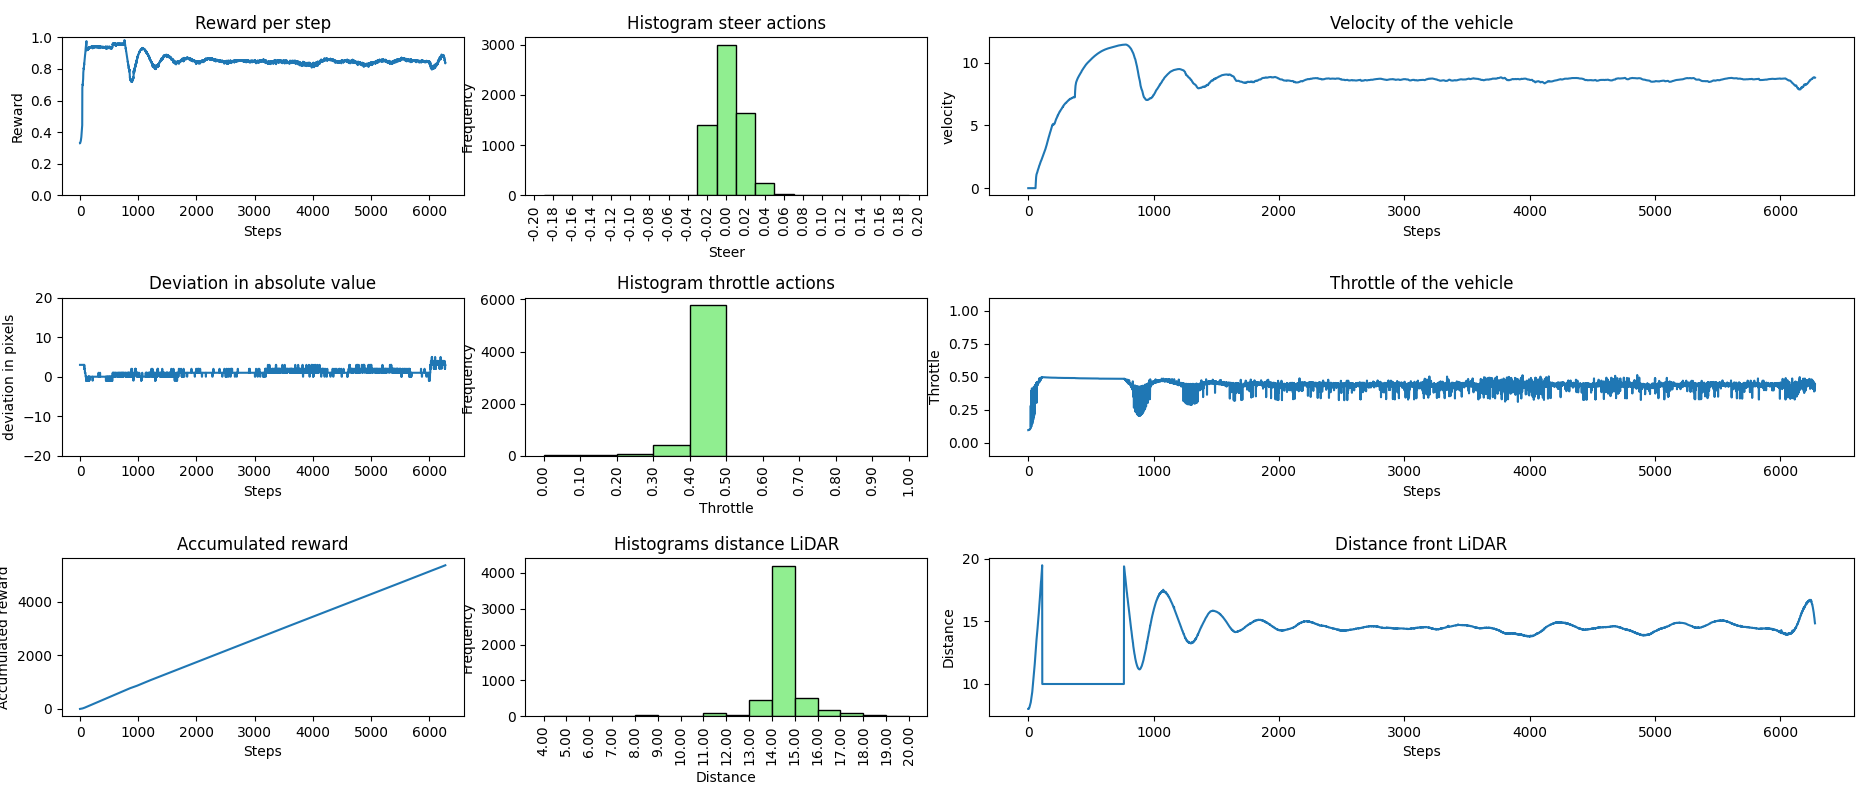 Reward per step
Reward
1.0
0.8
0.6
0.4
0.2
0.0
0 1000 2000 3000 4000 5000 6000
Steps
Histogram steer actions
Frequency
3000
2000
1000
0
-0.20 -0.18 -0.16 -0.14 -0.12 -0.10 -0.08 -0.06 -0.04 -0.02 0.00 0.02 0.04 0.06 0.08 0.10 0.12 0.14 0.16 0.18 0.20
Steer
Velocity of the vehicle
velocity
10
5
0
0 1000 2000 3000 4000 5000 6000
Steps
Deviation in absolute value
deviation in pixels
20
10
0
−10
−20
0 1000 2000 3000 4000 5000 6000
Steps
Histogram throttle actions
Frequency
6000
4000
2000
0
0.00 0.10 0.20 0.30 0.40 0.50 0.60 0.70 0.80 0.90 1.00
Throttle
Throttle of the vehicle
Throttle
1.00
0.75
0.50
0.25
0.00
0 1000 2000 3000 4000 5000 6000
Steps
Accumulated reward
Accumulated reward
4000
2000
0
0 1000 2000 3000 4000 5000 6000
Steps
Histograms distance LiDAR
Frequency
4000
3000
2000
1000
0
4.00 5.00 6.00 7.00 8.00 9.00 10.00 11.00 12.00 13.00 14.00 15.00 16.00 17.00 18.00 19.00 20.00
Distance
Distance front LiDAR
Distance
20
15
10
0 1000 2000 3000 4000 5000 6000
Steps